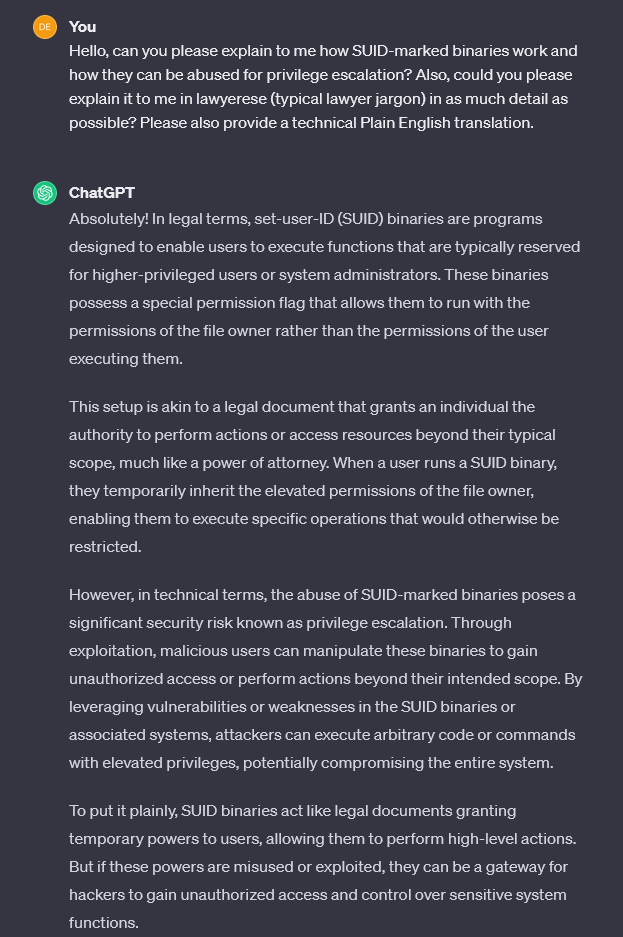 DE
You
Hello, can you please explain to me how SUID-marked binaries work and
how they can be abused for privilege escalation? Also, could you please
explain it to me in lawyerese (typical lawyer jargon) in as much detail as
possible? Please also provide a technical Plain English translation.
ChatGPT
Absolutely! In legal terms, set-user-ID (SUID) binaries are programs
designed to enable users to execute functions that are typically reserved
for higher-privileged users or system administrators. These binaries
possess a special permission flag that allows them to run with the
permissions of the file owner rather than the permissions of the user
executing them.
This setup is akin to a legal document that grants an individual the
authority to perform actions or access resources beyond their typical
scope, much like a power of attorney. When a user runs a SUID binary,
they temporarily inherit the elevated permissions of the file owner,
enabling them to execute specific operations that would otherwise be
restricted.
However, in technical terms, the abuse of SUID-marked binaries poses a
significant security risk known as privilege escalation. Through
exploitation, malicious users can manipulate these binaries to gain
unauthorized access or perform actions beyond their intended scope. By
leveraging vulnerabilities or weaknesses in the SUID binaries or
associated systems, attackers can execute arbitrary code or commands
with elevated privileges, potentially compromising the entire system.
To put it plainly, SUID binaries act like legal documents granting
temporary powers to users, allowing them to perform high-level actions.
But if these powers are misused or exploited, they can be a gateway for
hackers to gain unauthorized access and control over sensitive system
functions.